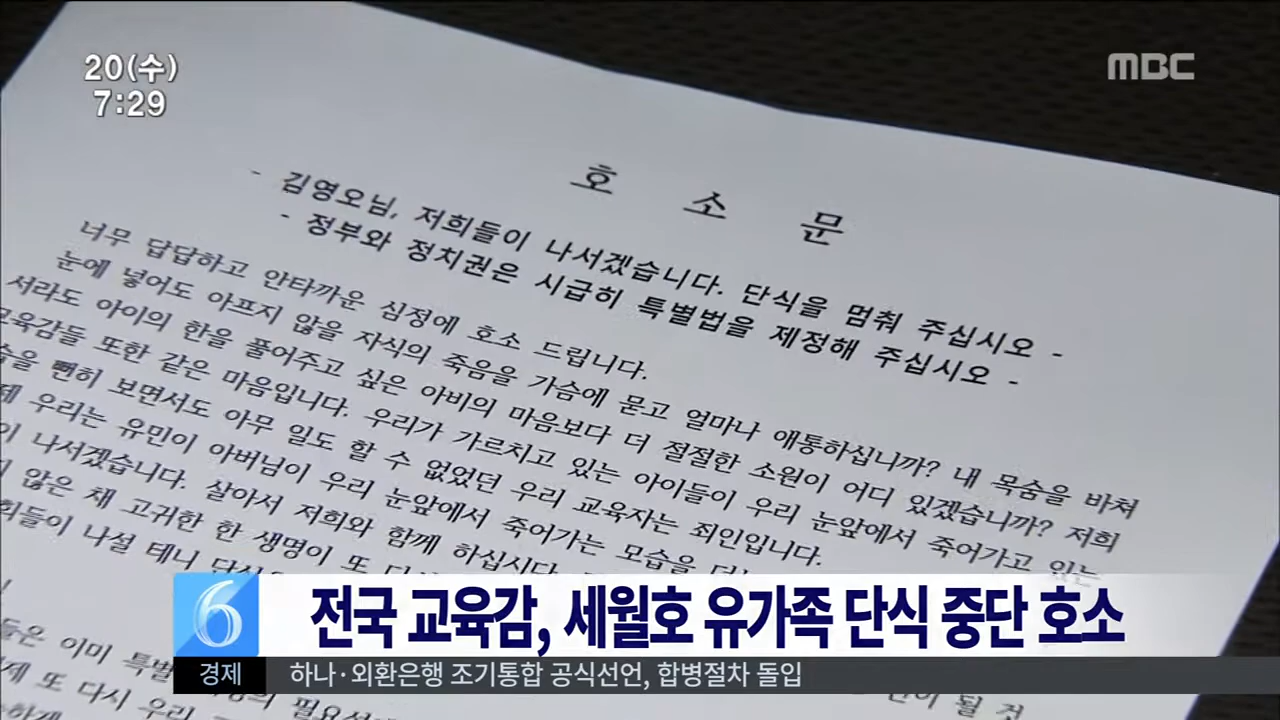 20(수)
7:29
MBC
호 소 문
- 김영오님, 저희들이 나서겠습니다. 단식을 멈춰 주십시오 -
- 정부와 정치권은 시급히 특별법을 제정해 주십시오 -
너무 답답하고 안타까운 심정에 호소 드립니다.
눈에 넣어도 아프지 않을 자식의 죽음을 가슴에 묻고 얼마나 애통하십니까? 내 목숨을 바쳐
서라도 아이의 한을 풀어주고 싶은 아비의 마음보다 더 절절한 소원이 어디 있겠습니까? 저희
교육감들 또한 같은 마음입니다. 우리가 가르치고 있는 아이들이 우리 눈앞에서 죽어가고 있는
뻔히 보면서도 아무 일도 할 수 없었던 우리 교육자는 죄인입니다.
우리는 유민이 아버님이 우리 눈앞에서 죽어가는 모습을
나서겠습니다. 살아서 저희와 함께 하십시다.
않은 채 고귀한 한 생명이 또
나설 테니
6
전국 교육감, 세월호 유가족 단식 중단 호소
경제
하나·외환은행 조기통합 공식선언, 합병절차 돌입
이미
또 다시 우리
될 것